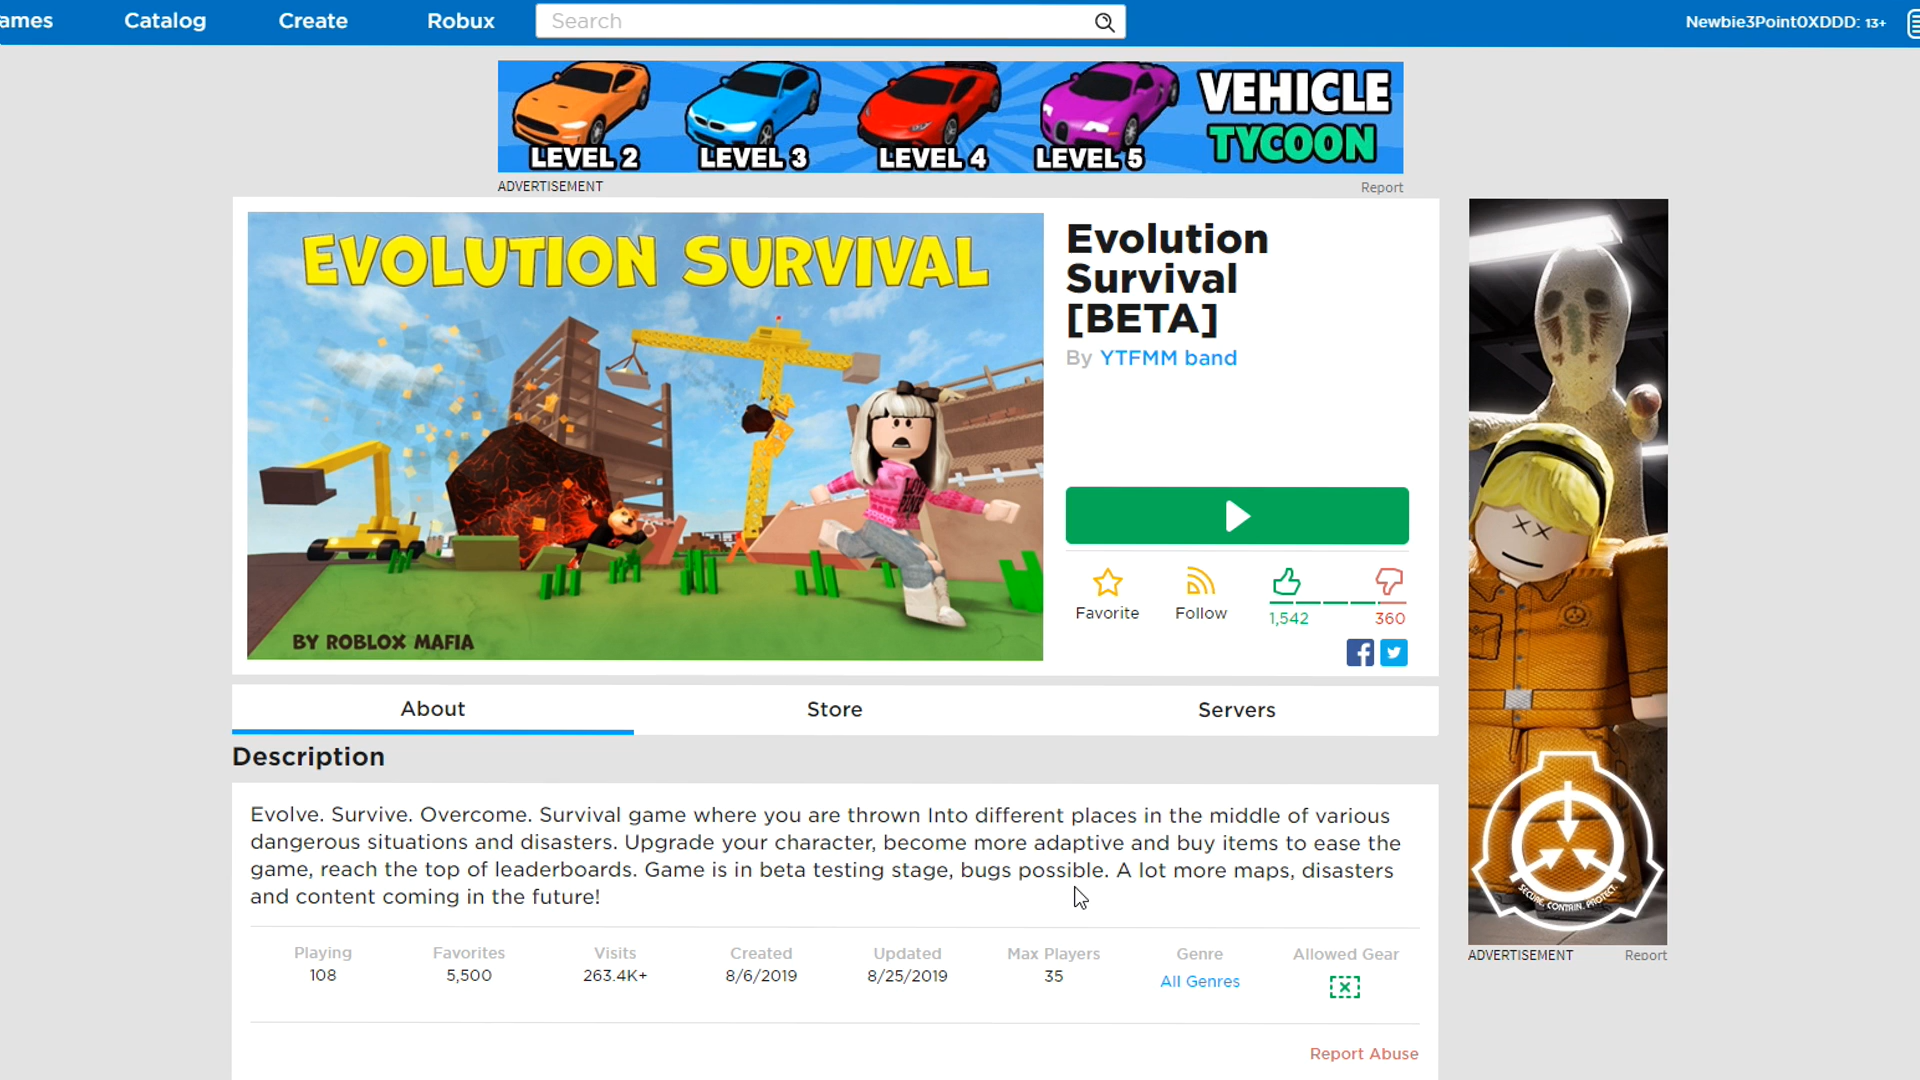 ames Catalog Create Robux Search Newbie3Point0XDDD: 13+
LEVEL 2 LEVEL 3 LEVEL 4 LEVEL 5 VEHICLE
TYCOON
ADVERTISEMENT Report
EVOLUTION SURVIVAL
BY ROBLOX MAFIA
Evolution
Survival
[BETA]
By YTFMM band
Favorite Follow 1,542 360
About Store Servers
Description
Evolve. Survive. Overcome. Survival game where you are thrown Into different places in the middle of various
dangerous situations and disasters. Upgrade your character, become more adaptive and buy items to ease the
game, reach the top of leaderboards. Game is in beta testing stage, bugs possible. A lot more maps, disasters
and content coming in the future!
Playing Favorites Visits Created Updated Max Players Genre Allowed Gear
108 5,500 263.4K+ 8/6/2019 8/25/2019 35 All Genres
Report Abuse
SECURE. CONTAIN. PROTECT.
ADVERTISEMENT Report